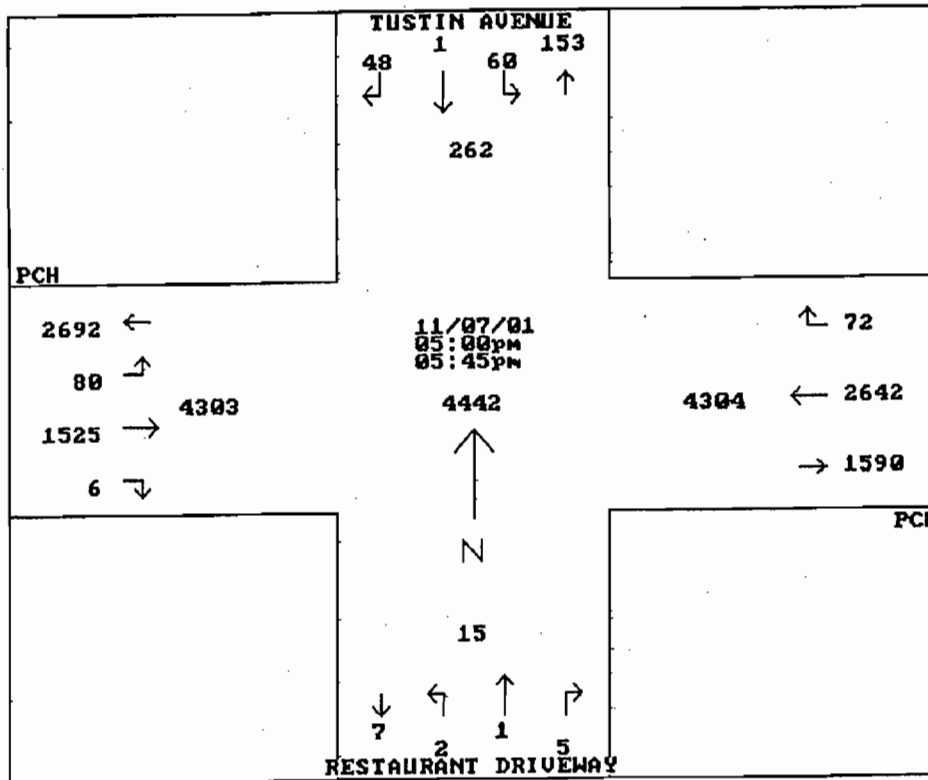 TUSTIN AVENUE
48 1 60 153
262
PCH
2692
80
1525
6
4303
11/07/01
05:00pm
05:45pm
4442
4304
72
2642
1590
PCH
N
15
7 2 1 5
RESTAURANT DRIVEWAY